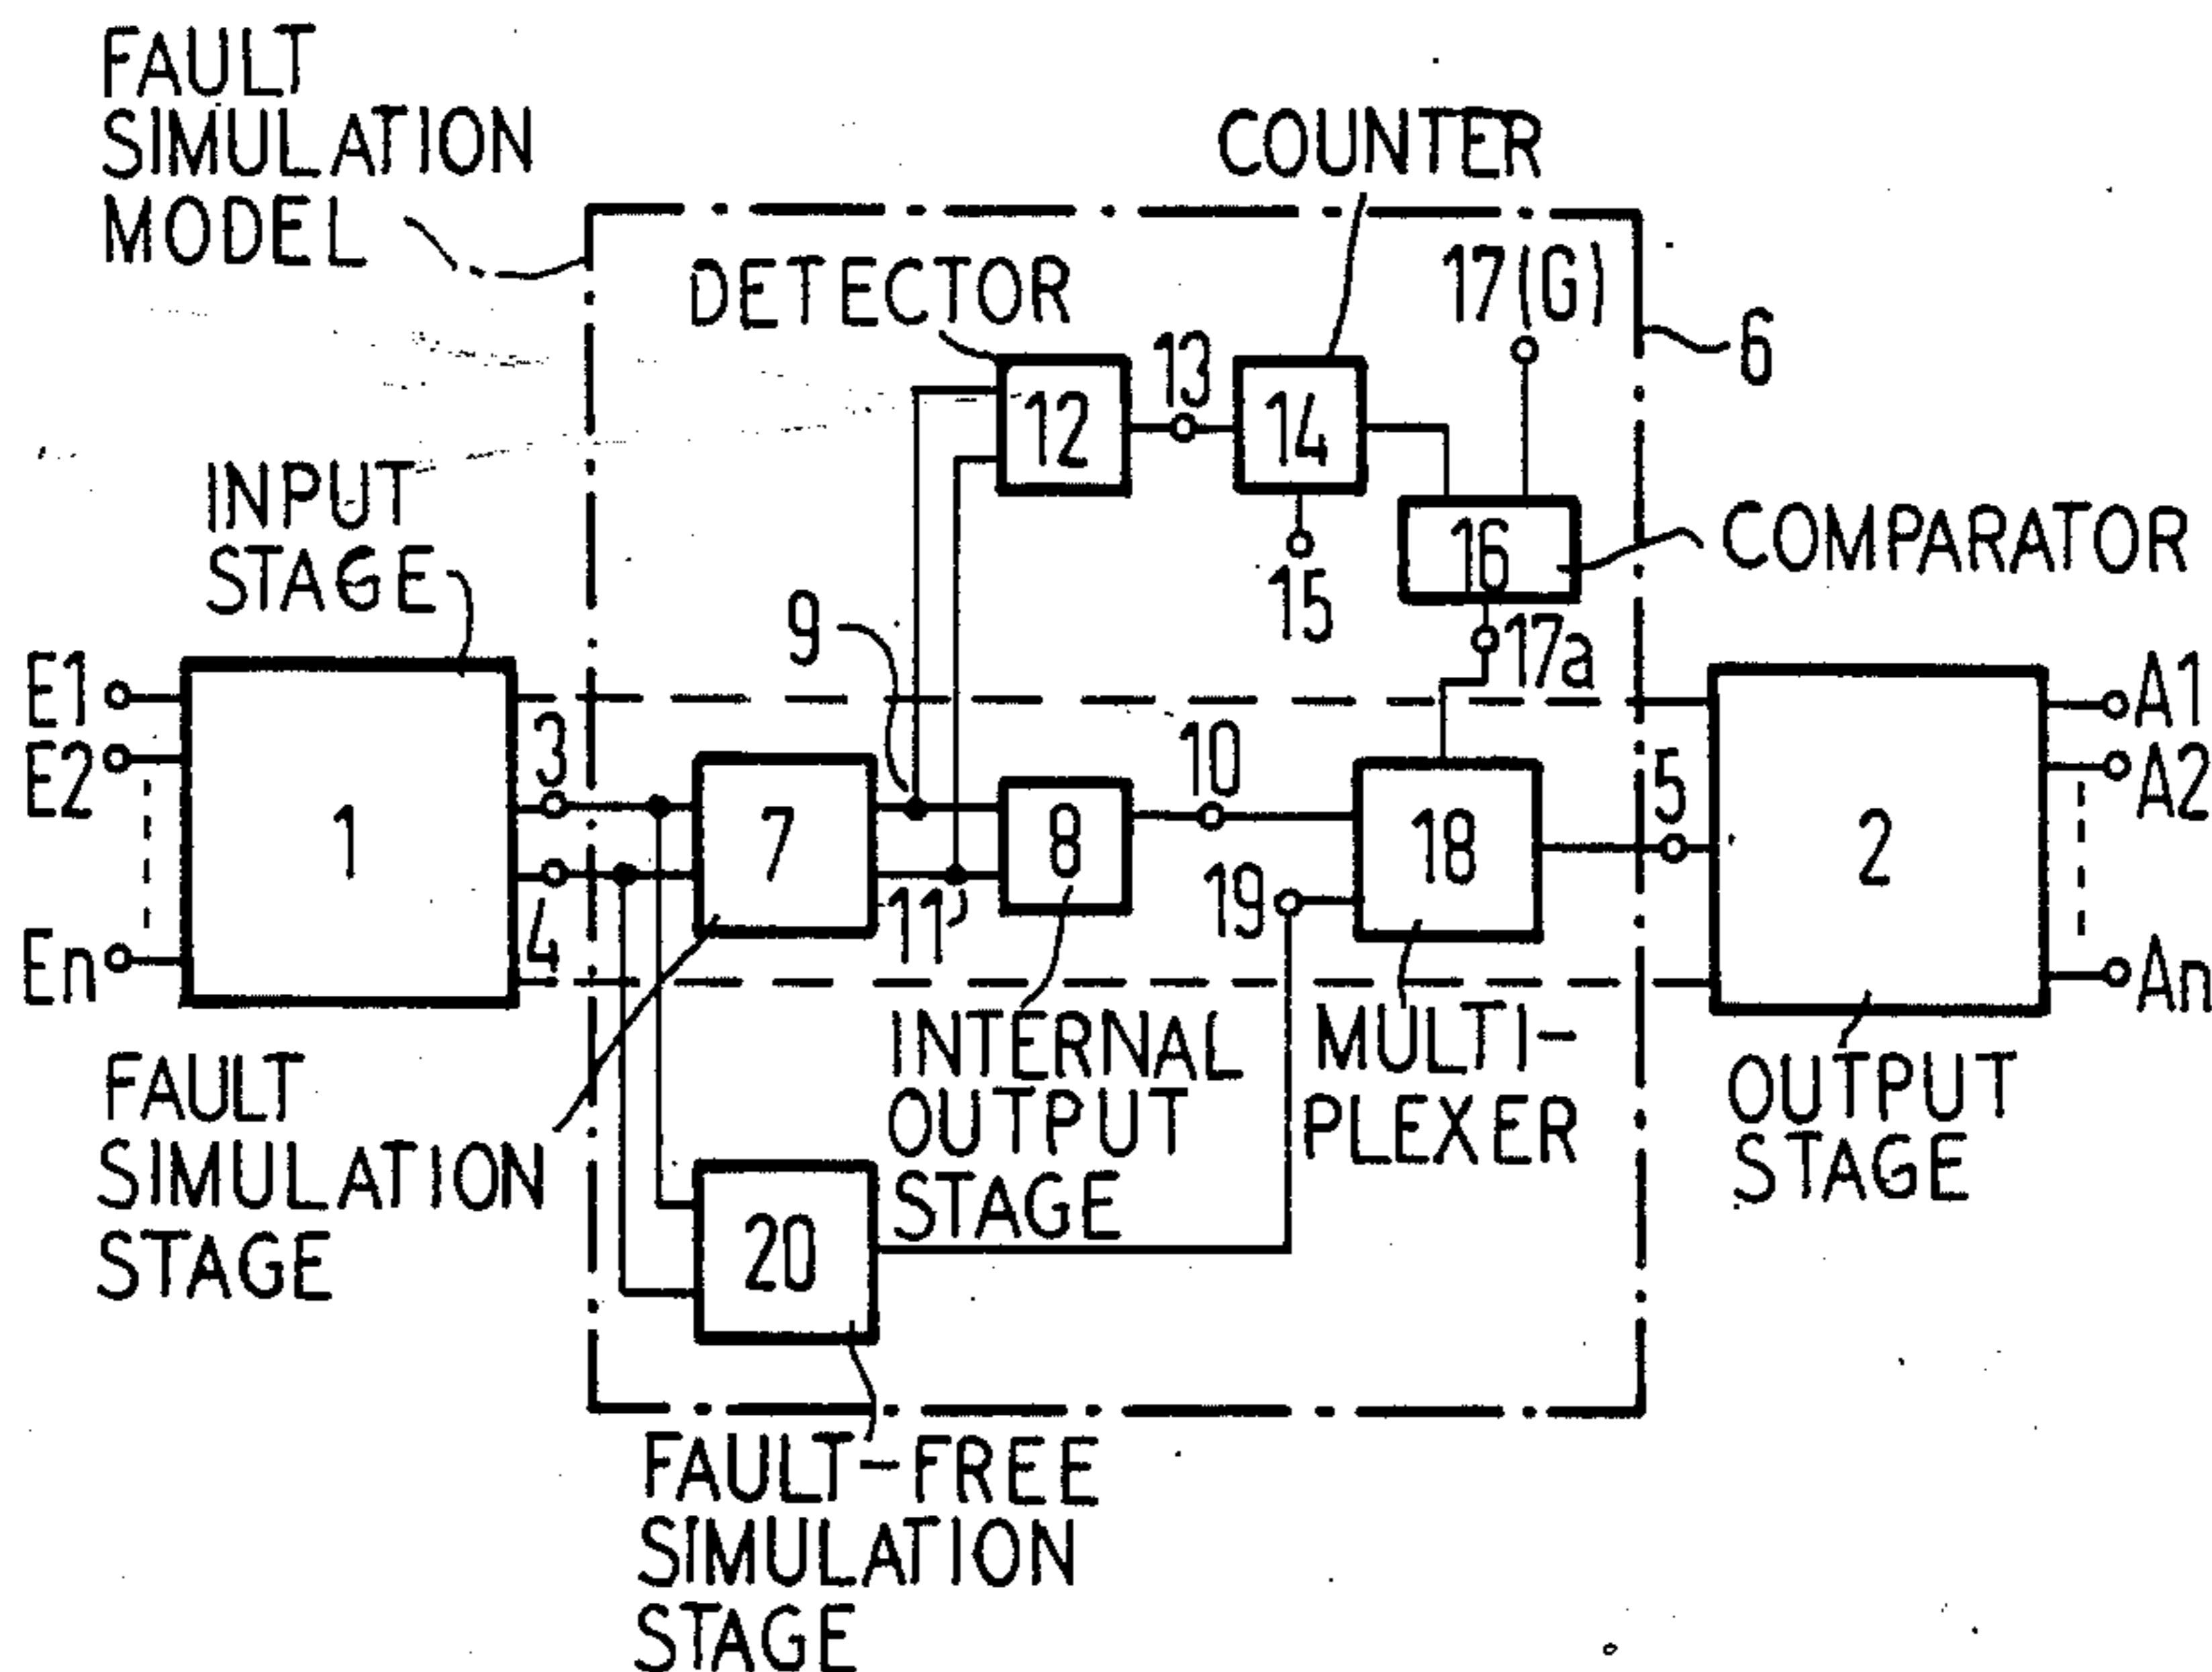 FAULT
SIMULATION
MODEL
COUNTER
DETECTOR
17(G)
6
13
12
14
INPUT
STAGE
16
COMPARATOR
15
9
17a
E1
E2
En
3
4
1
7
11'
8
10
19
18
5
2
A1
A2
An
FAULT
SIMULATION
STAGE
INTERNAL
OUTPUT
STAGE
MULTI-
PLEXER
OUTPUT
STAGE
20
FAULT-FREE
SIMULATION
STAGE